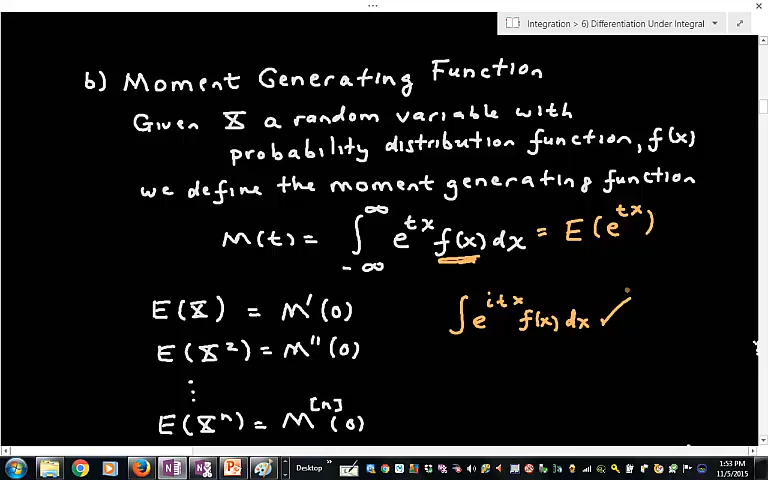 Integration > 6) Differentiation Under Integral
b) Moment Generating Function
Given X a random variable with
probability distribution function, f(x)
we define the moment generating function
M(t) = ∫_{-∞}^{∞} e^{tx} f(x) dx = E(e^{tx})
E(X) = M'(0)
∫ e^{itx} f(x) dx ✓
E(X²) = M''(0)
⋮
E(Xⁿ) = M^{[n]}(0)
Desktop
1:53 PM
11/5/2015